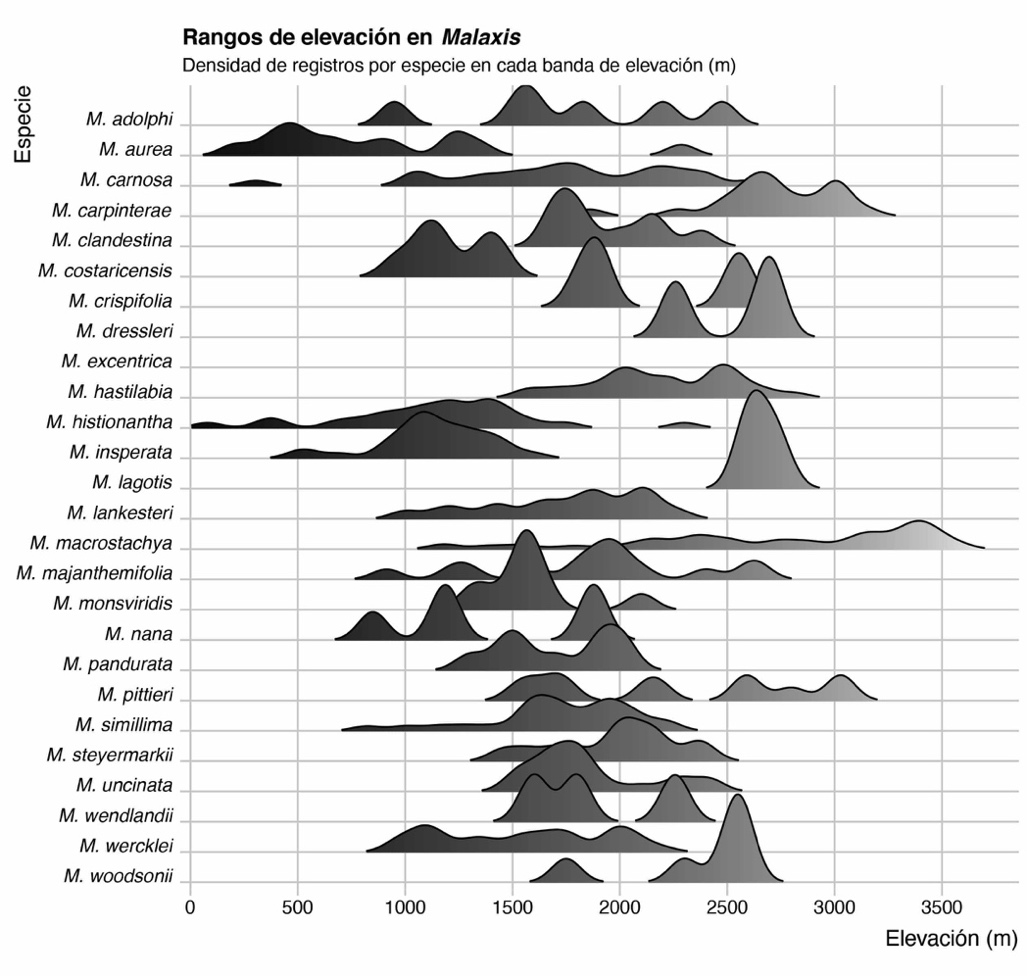 Rangos de elevación en Malaxis
Densidad de registros por especie en cada banda de elevación (m)
Especie
M. adolphi
M. aurea
M. carnosa
M. carpinterae
M. clandestina
M. costaricensis
M. crispifolia
M. dressleri
M. excentrica
M. hastilabia
M. histionantha
M. insperata
M. lagotis
M. lankesteri
M. macrostachya
M. majanthemifolia
M. monsviridis
M. nana
M. pandurata
M. pittieri
M. simillima
M. steyermarkii
M. uncinata
M. wendlandii
M. wercklei
M. woodsonii
0 500 1000 1500 2000 2500 3000 3500
Elevación (m)